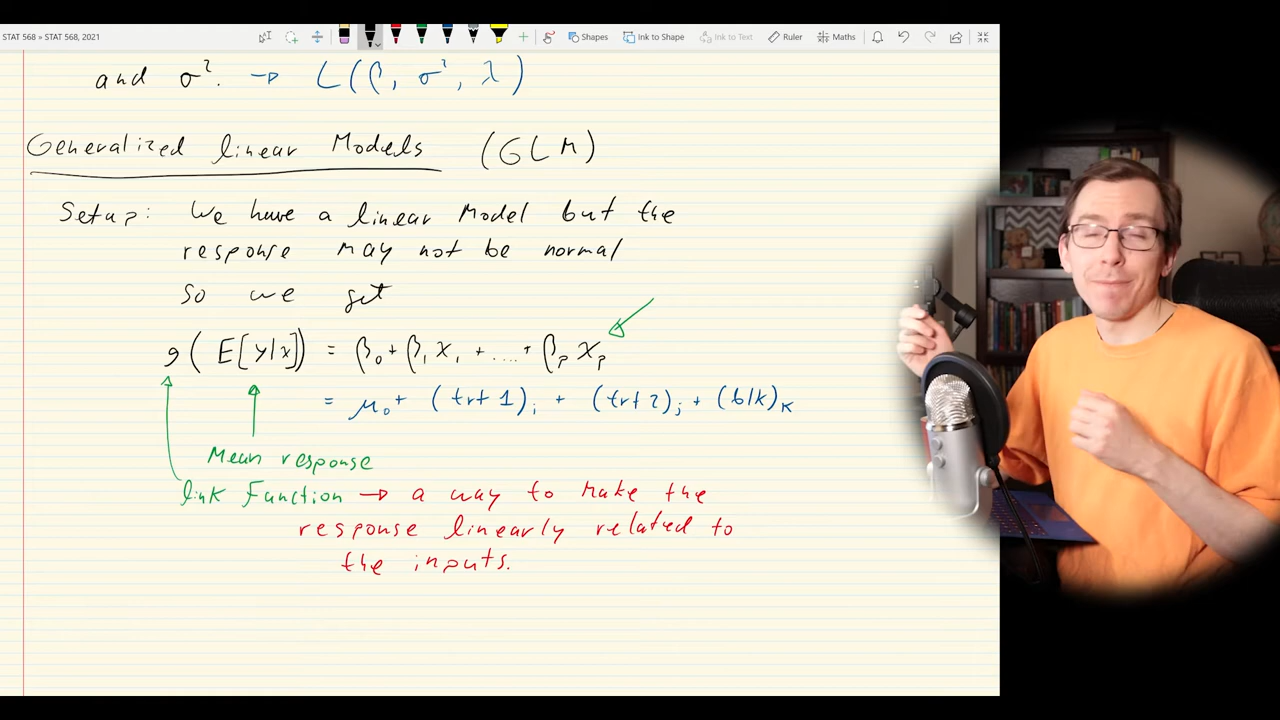 STAT 568 » STAT 568, 2021
Shapes
Ink to Shape
Ink to Text
Ruler
Maths
and σ². → L(β, σ², λ)
Generalized linear Models (GLM)
Setup: We have a linear Model but the
response may not be normal
So we get
g(E[y|x]) = β₀ + β₁x₁ + .... + βₚxₚ
= μ₀ + (trt 1)ᵢ + (trt 2)ⱼ + (blk)ₖ
Mean response
link Function → a way to Make the
response linearly related to
the inputs.